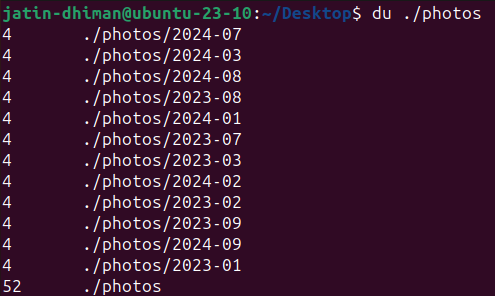 jatin-dhiman@ubuntu-23-10:~/Desktop$ du ./photos
4 ./photos/2024-07
4 ./photos/2024-03
4 ./photos/2024-08
4 ./photos/2023-08
4 ./photos/2024-01
4 ./photos/2023-07
4 ./photos/2023-03
4 ./photos/2024-02
4 ./photos/2023-02
4 ./photos/2023-09
4 ./photos/2024-09
4 ./photos/2023-01
52 ./photos